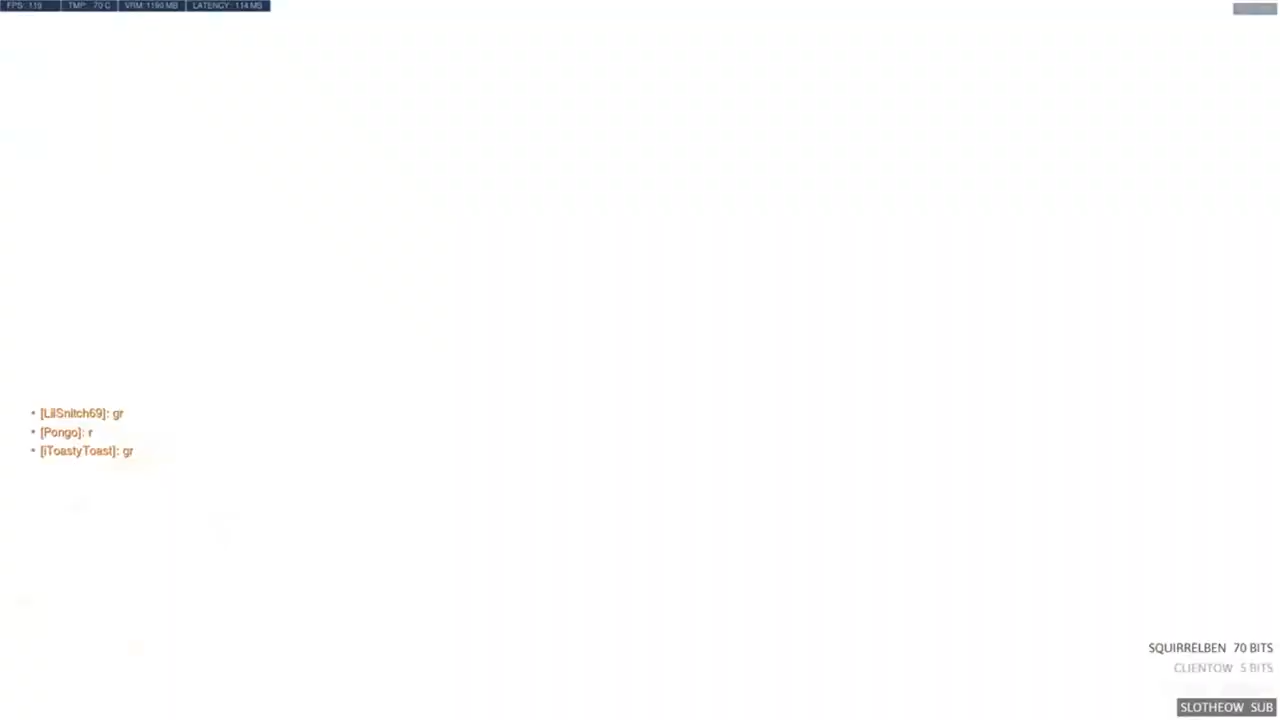 FPS: 119 TMP: 70 C VRM: 1190 MB LATENCY: 114 MS
• [LilSnitch69]: gr
• [Pongo]: r
• [iToastyToast]: gr
SQUIRRELBEN 70 BITS
CLIENTOW 5 BITS
SLOTHEOW SUB